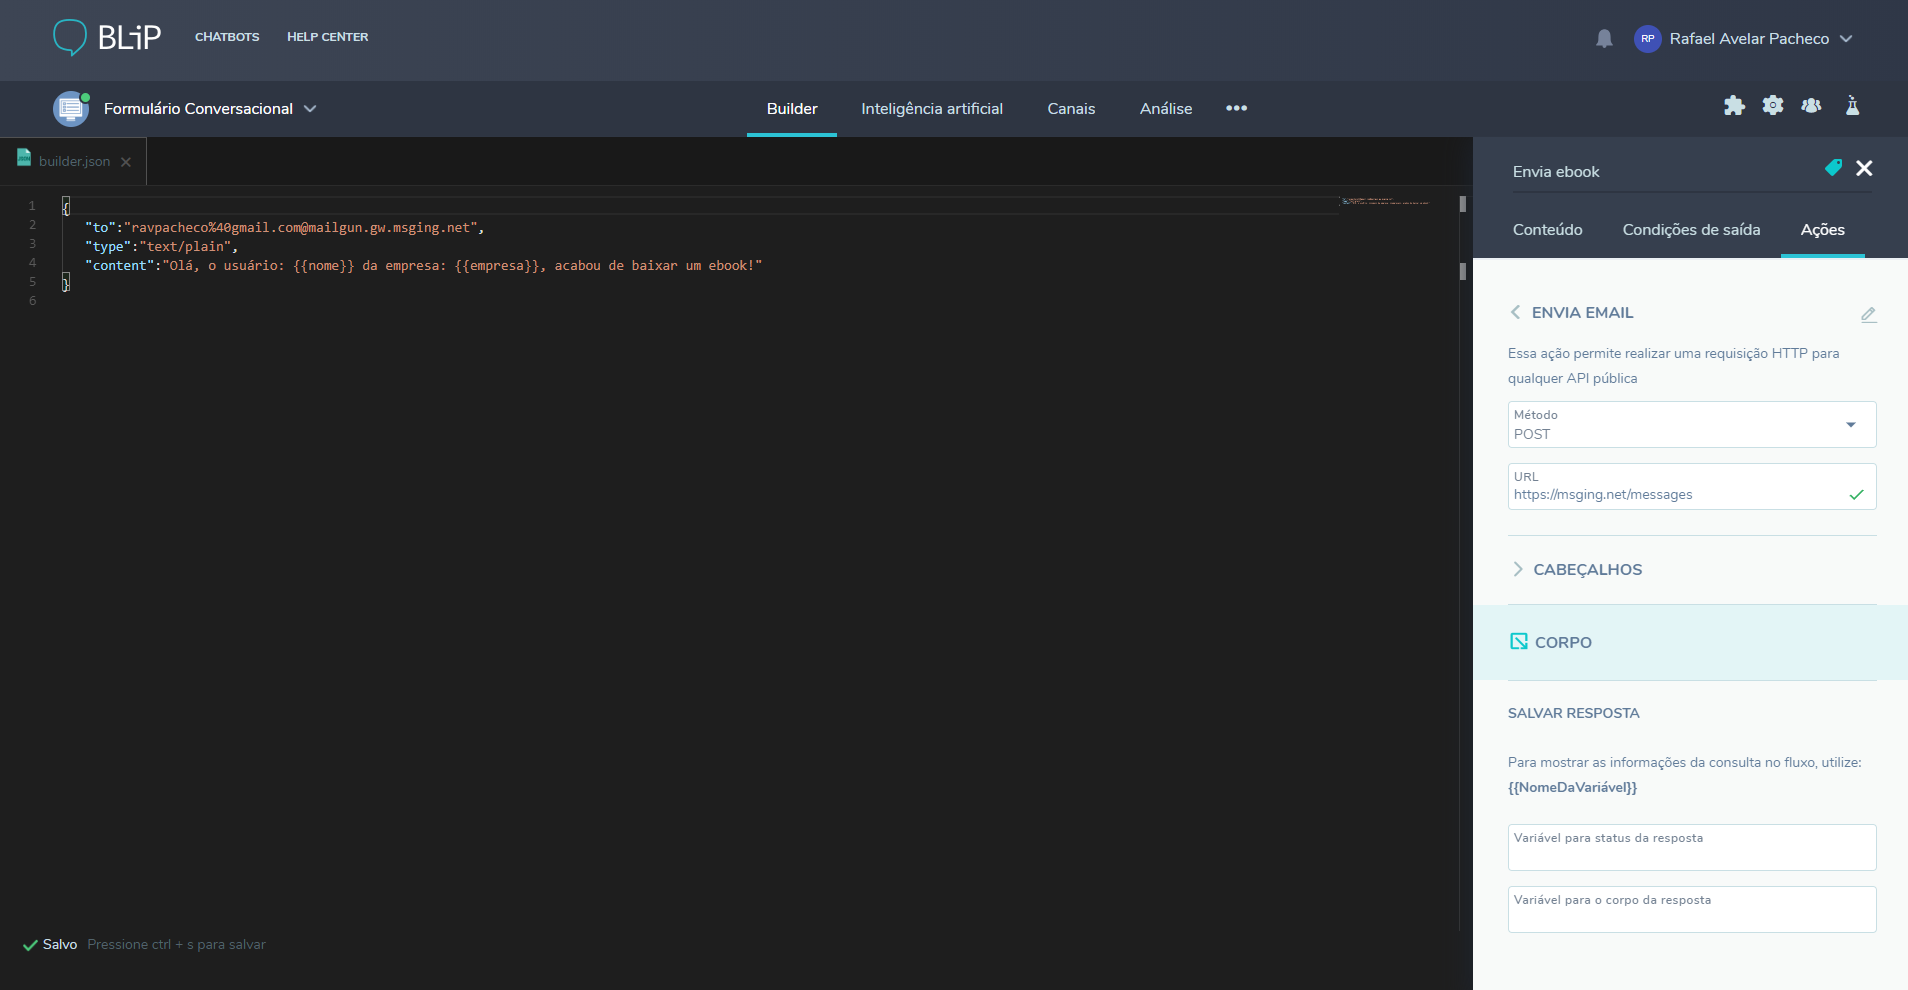 BLiP CHATBOTS HELP CENTER RP Rafael Avelar Pacheco
Formulário Conversacional Builder Inteligência artificial Canais Análise •••
builder.json ×
1 {
2 "to":"ravpacheco%40gmail.com@mailgun.gw.msging.net",
3 "type":"text/plain",
4 "content":"Olá, o usuário: {{nome}} da empresa: {{empresa}}, acabou de baixar um ebook!"
5 }
6
Salvo Pressione ctrl + s para salvar
Envia ebook
Conteúdo Condições de saída Ações
ENVIA EMAIL
Essa ação permite realizar uma requisição HTTP para
qualquer API pública
Método
POST
URL
https://msging.net/messages
CABEÇALHOS
CORPO
SALVAR RESPOSTA
Para mostrar as informações da consulta no fluxo, utilize:
{{NomeDaVariável}}
Variável para status da resposta
Variável para o corpo da resposta